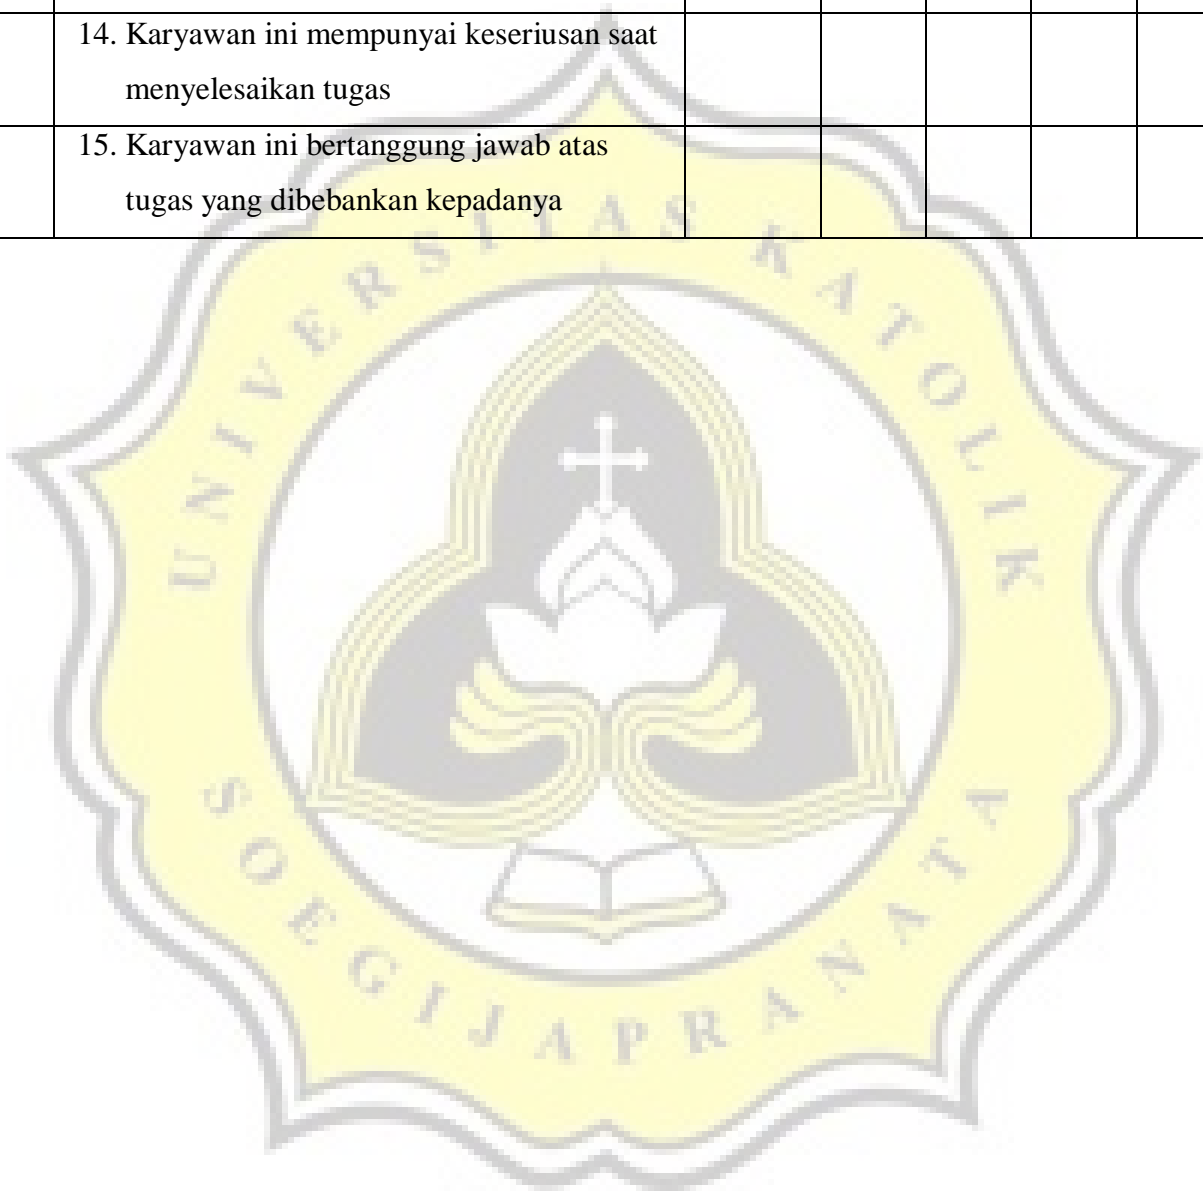 14. Karyawan ini mempunyai keseriusan saat
menyelesaikan tugas
15. Karyawan ini bertanggung jawab atas
tugas yang dibebankan kepadanya
UNIVERSITAS KATOLIK
SOEGIJAPRANATA